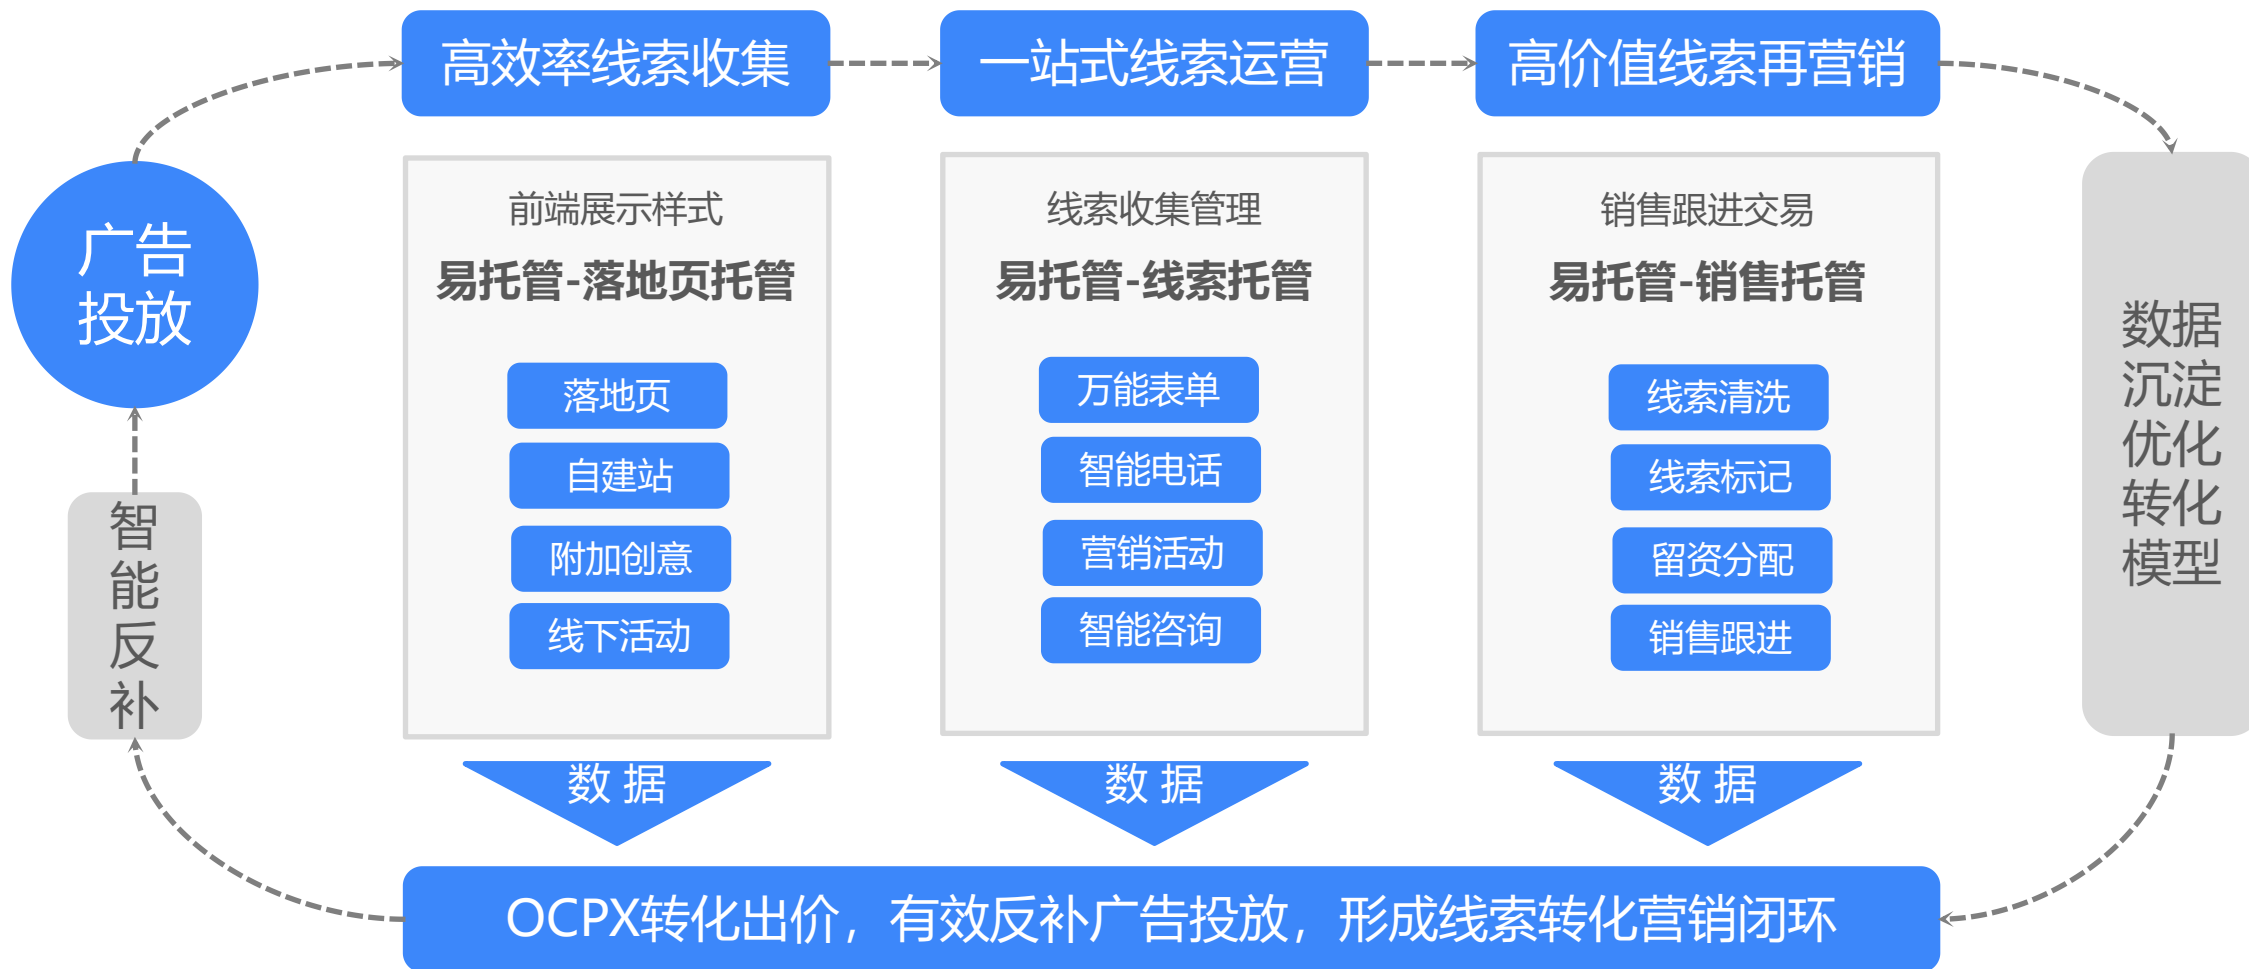 高效率线索收集
一站式线索运营
高价值线索再营销
广告
投放
智
能
反
补
前端展示样式
易托管-落地页托管
落地页
自建站
附加创意
线下活动
线索收集管理
易托管-线索托管
万能表单
智能电话
营销活动
智能咨询
销售跟进交易
易托管-销售托管
线索清洗
线索标记
留资分配
销售跟进
数据
沉淀
优化
转化
模型
数 据
数 据
数 据
OCPX转化出价，有效反补广告投放，形成线索转化营销闭环